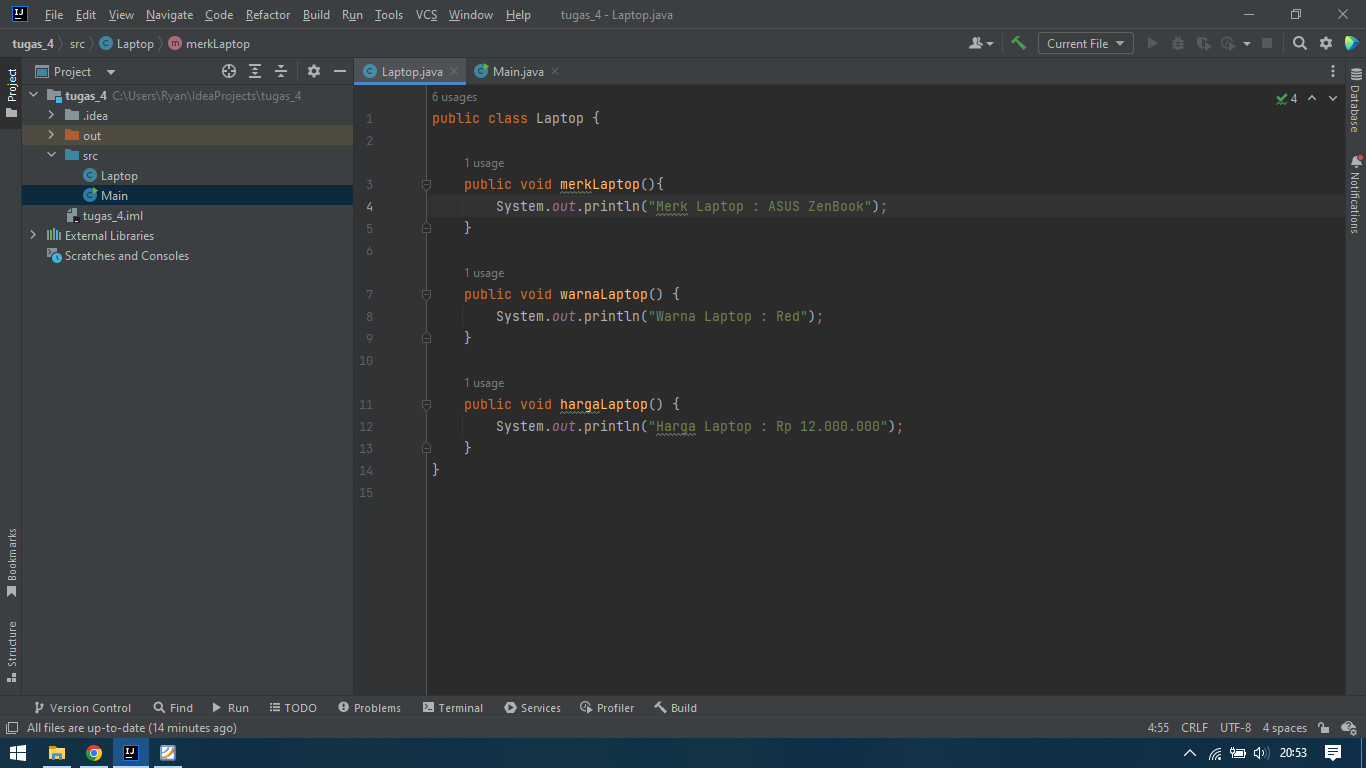 File Edit View Navigate Code Refactor Build Run Tools VCS Window Help tugas_4 - Laptop.java
tugas_4 src Laptop merkLaptop Current File
Project
Laptop.java Main.java
tugas_4 C:\Users\Ryan\IdeaProjects\tugas_4
.idea
out
src
Laptop
Main
tugas_4.iml
External Libraries
Scratches and Consoles
6 usages
4
1 public class Laptop {
2
1 usage
3 public void merkLaptop(){
4 System.out.println("Merk Laptop : ASUS ZenBook");
5 }
6
1 usage
7 public void warnaLaptop() {
8 System.out.println("Warna Laptop : Red");
9 }
10
1 usage
11 public void hargaLaptop() {
12 System.out.println("Harga Laptop : Rp 12.000.000");
13 }
14 }
15
Project
Bookmarks
Structure
Database
Notifications
Version Control Find Run TODO Problems Terminal Services Profiler Build
All files are up-to-date (14 minutes ago) 4:55 CRLF UTF-8 4 spaces
20:53